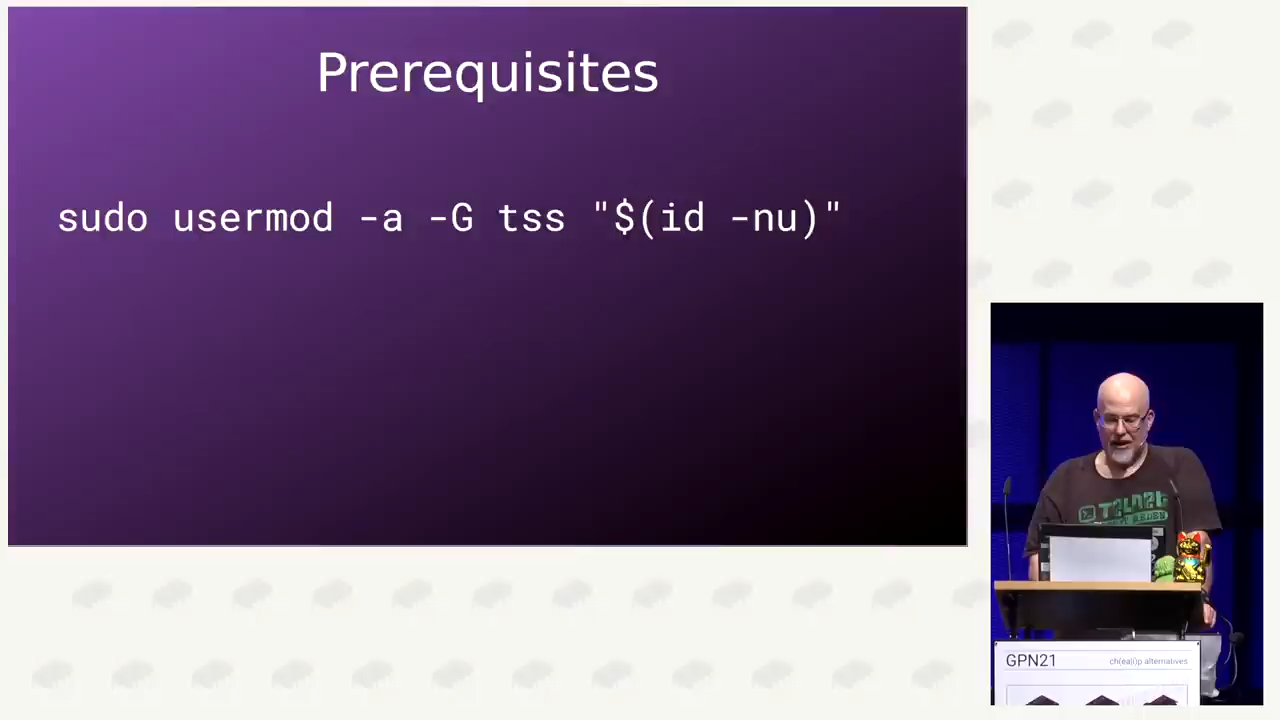 Prerequisites
sudo usermod -a -G tss "$(id -nu)"
GPN21
ch(ea|i)p alternatives